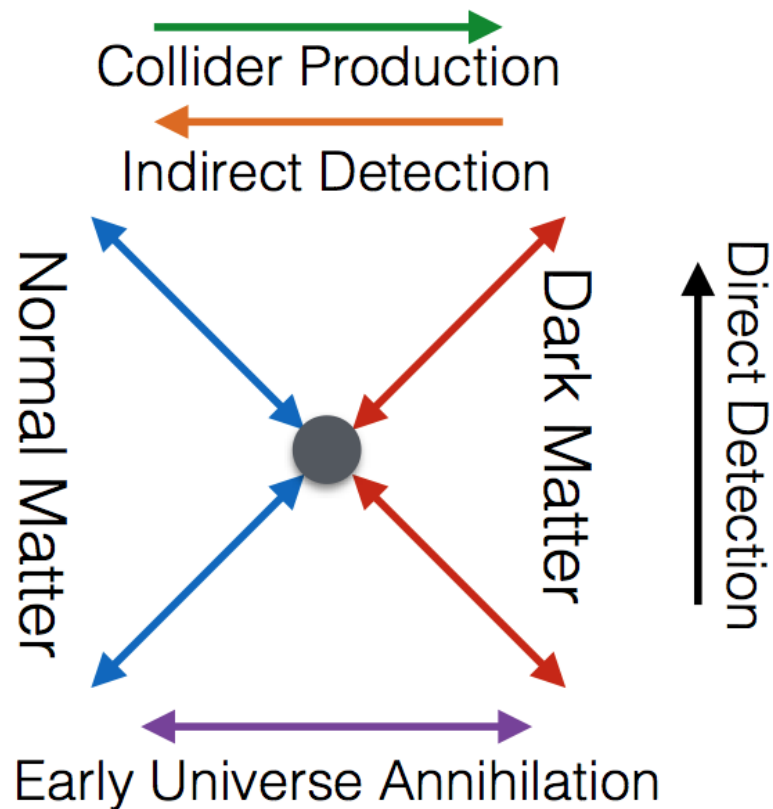 Collider Production
Indirect Detection
Normal Matter
Dark Matter
Direct Detection
Early Universe Annihilation